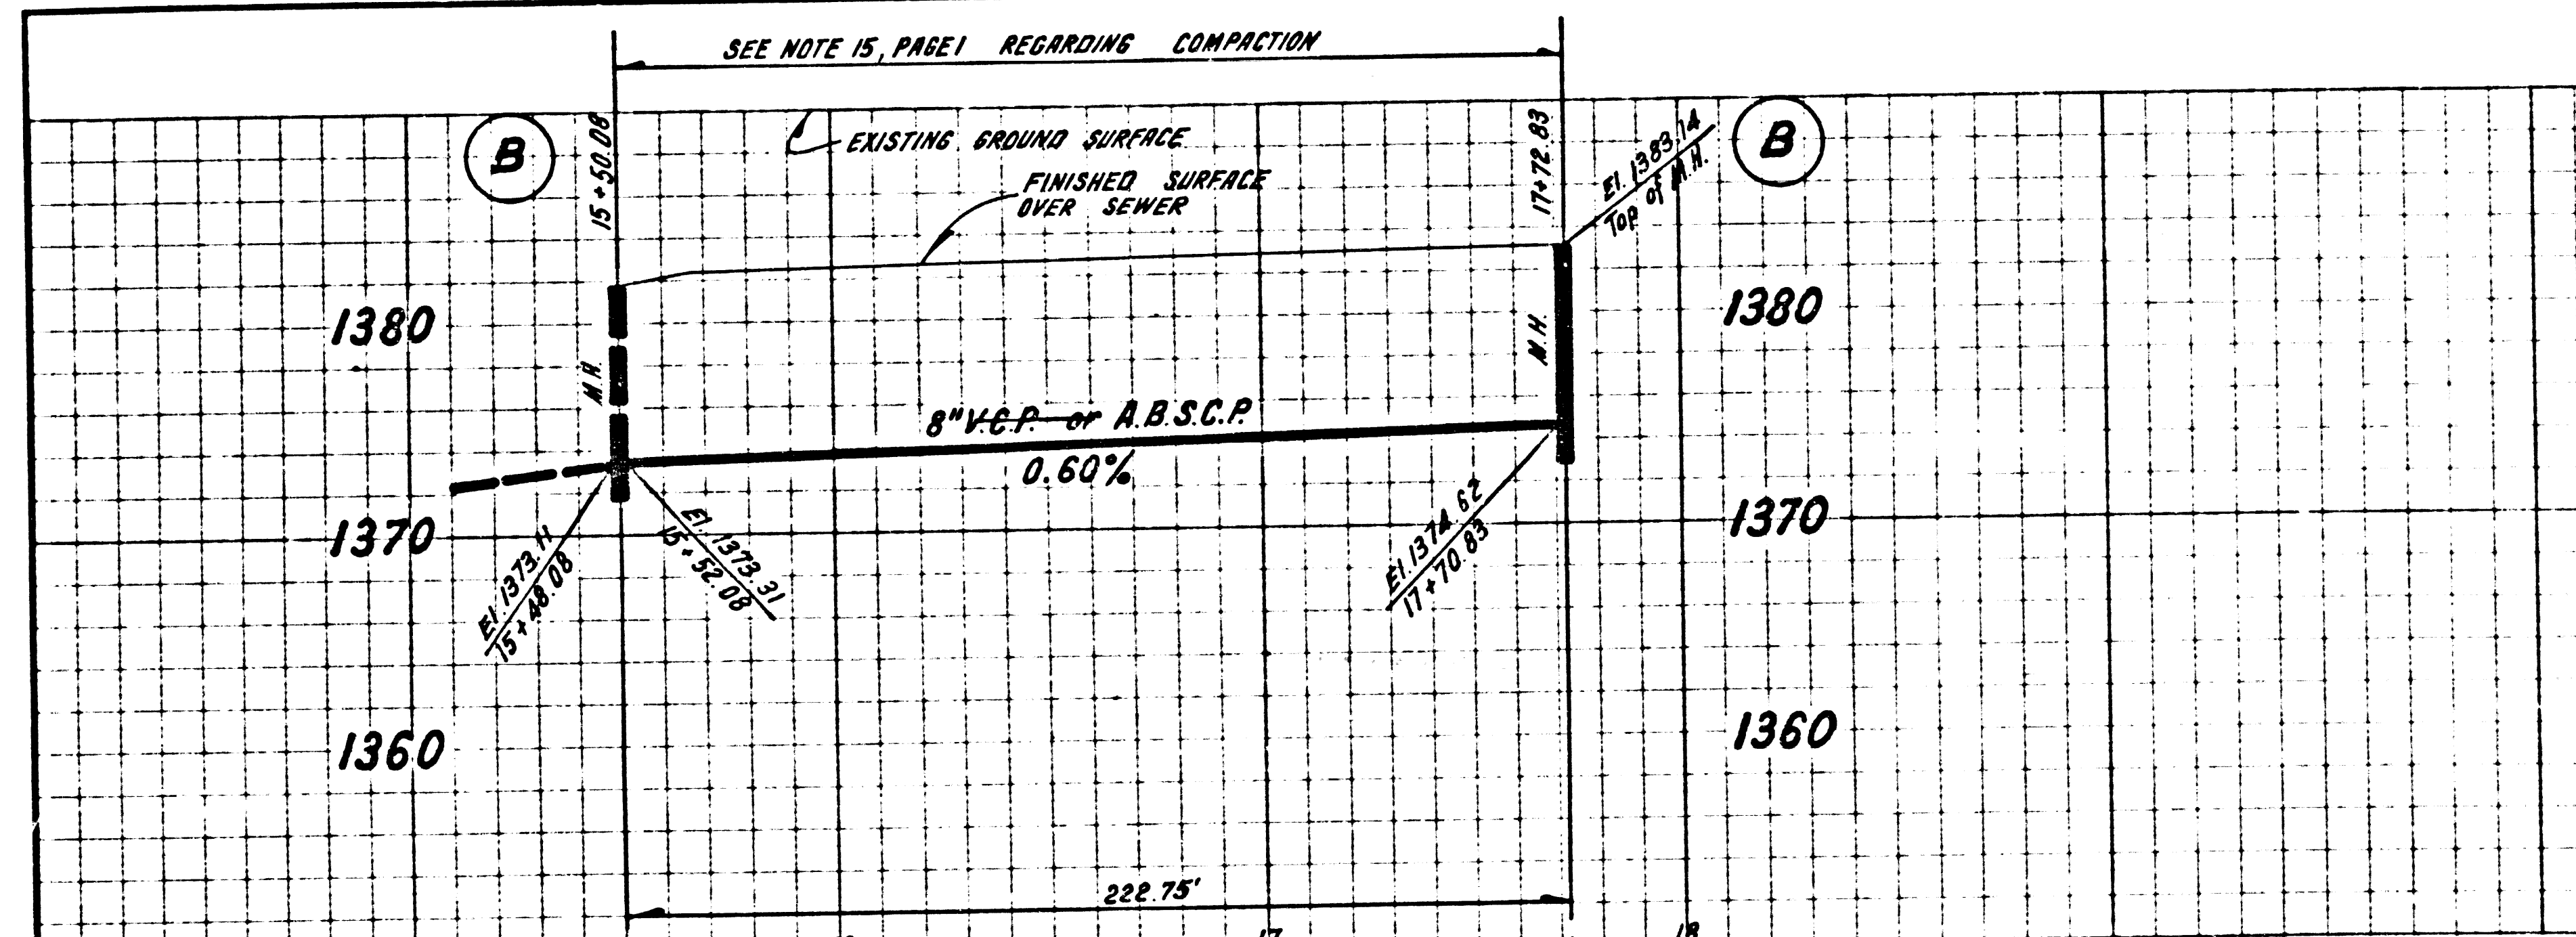 SEE NOTE 15, PAGE 1 REGARDING COMPACTION
B
15+50.08
EXISTING GROUND SURFACE
FINISHED SURFACE
OVER SEWER
17+72.83
El. 1383.14
Top of M.H.
B
1380
M.H.
M.H.
1380
8" V.C.P. or A.B.S.C.P.
0.60%
1370
El. 1373.11
15+48.08
El. 1373.31
15+52.08
El. 1374.62
17+70.83
1370
1360
1360
222.75'
17
18